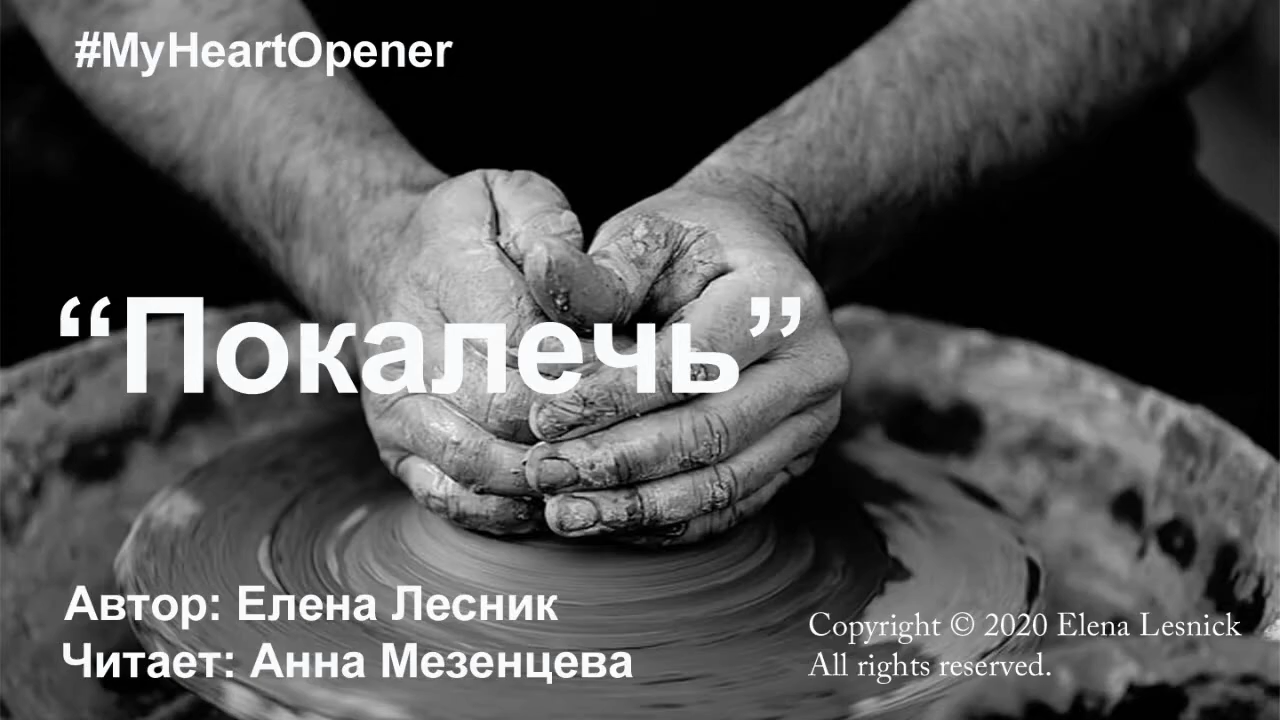 #MyHeartOpener
“Покалечь”
Автор: Елена Лесник
Читает: Анна Мезенцева
Copyright © 2020 Elena Lesnick
All rights reserved.